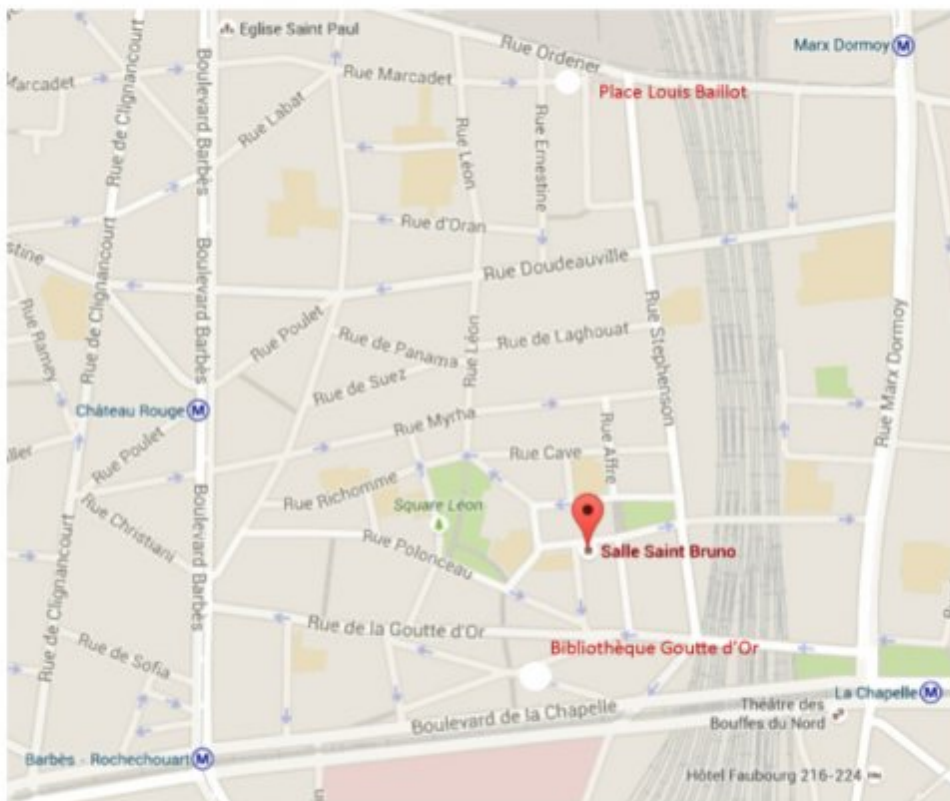 Eglise Saint Paul
Rue Ordener
Marx Dormoy M
Marcadet
Rue Marcadet
Place Louis Baillot
Rue de Clignancourt
Boulevard Barbès
Rue Labat
Rue Léon
Rue Ernestine
Rue d'Oran
stine
Rue Doudeauville
Boulevard Barbès
Rue de Clignancourt
Rue Ramey
Rue Poulet
Rue de Panama
Rue Léon
Rue de Laghouat
Rue Stephenson
Rue de Suez
Rue Marx Dormoy
Château Rouge M
Rue Myrha
Rue Poulet
ller
Rue Cave
Rue Affre
Rue Richomme
Square Léon
Rue Christiani
Boulevard Barbès
Rue Polonceau
Salle Saint Bruno
Rue de Clignancourt
Rue de la Goutte d'Or
Rue de Sofia
Bibliothèque Goutte d'Or
La Chapelle M
Boulevard de la Chapelle
Théâtre des
Bouffes du Nord
Barbès - Rochechouart M
Hôtel Faubourg 216-224